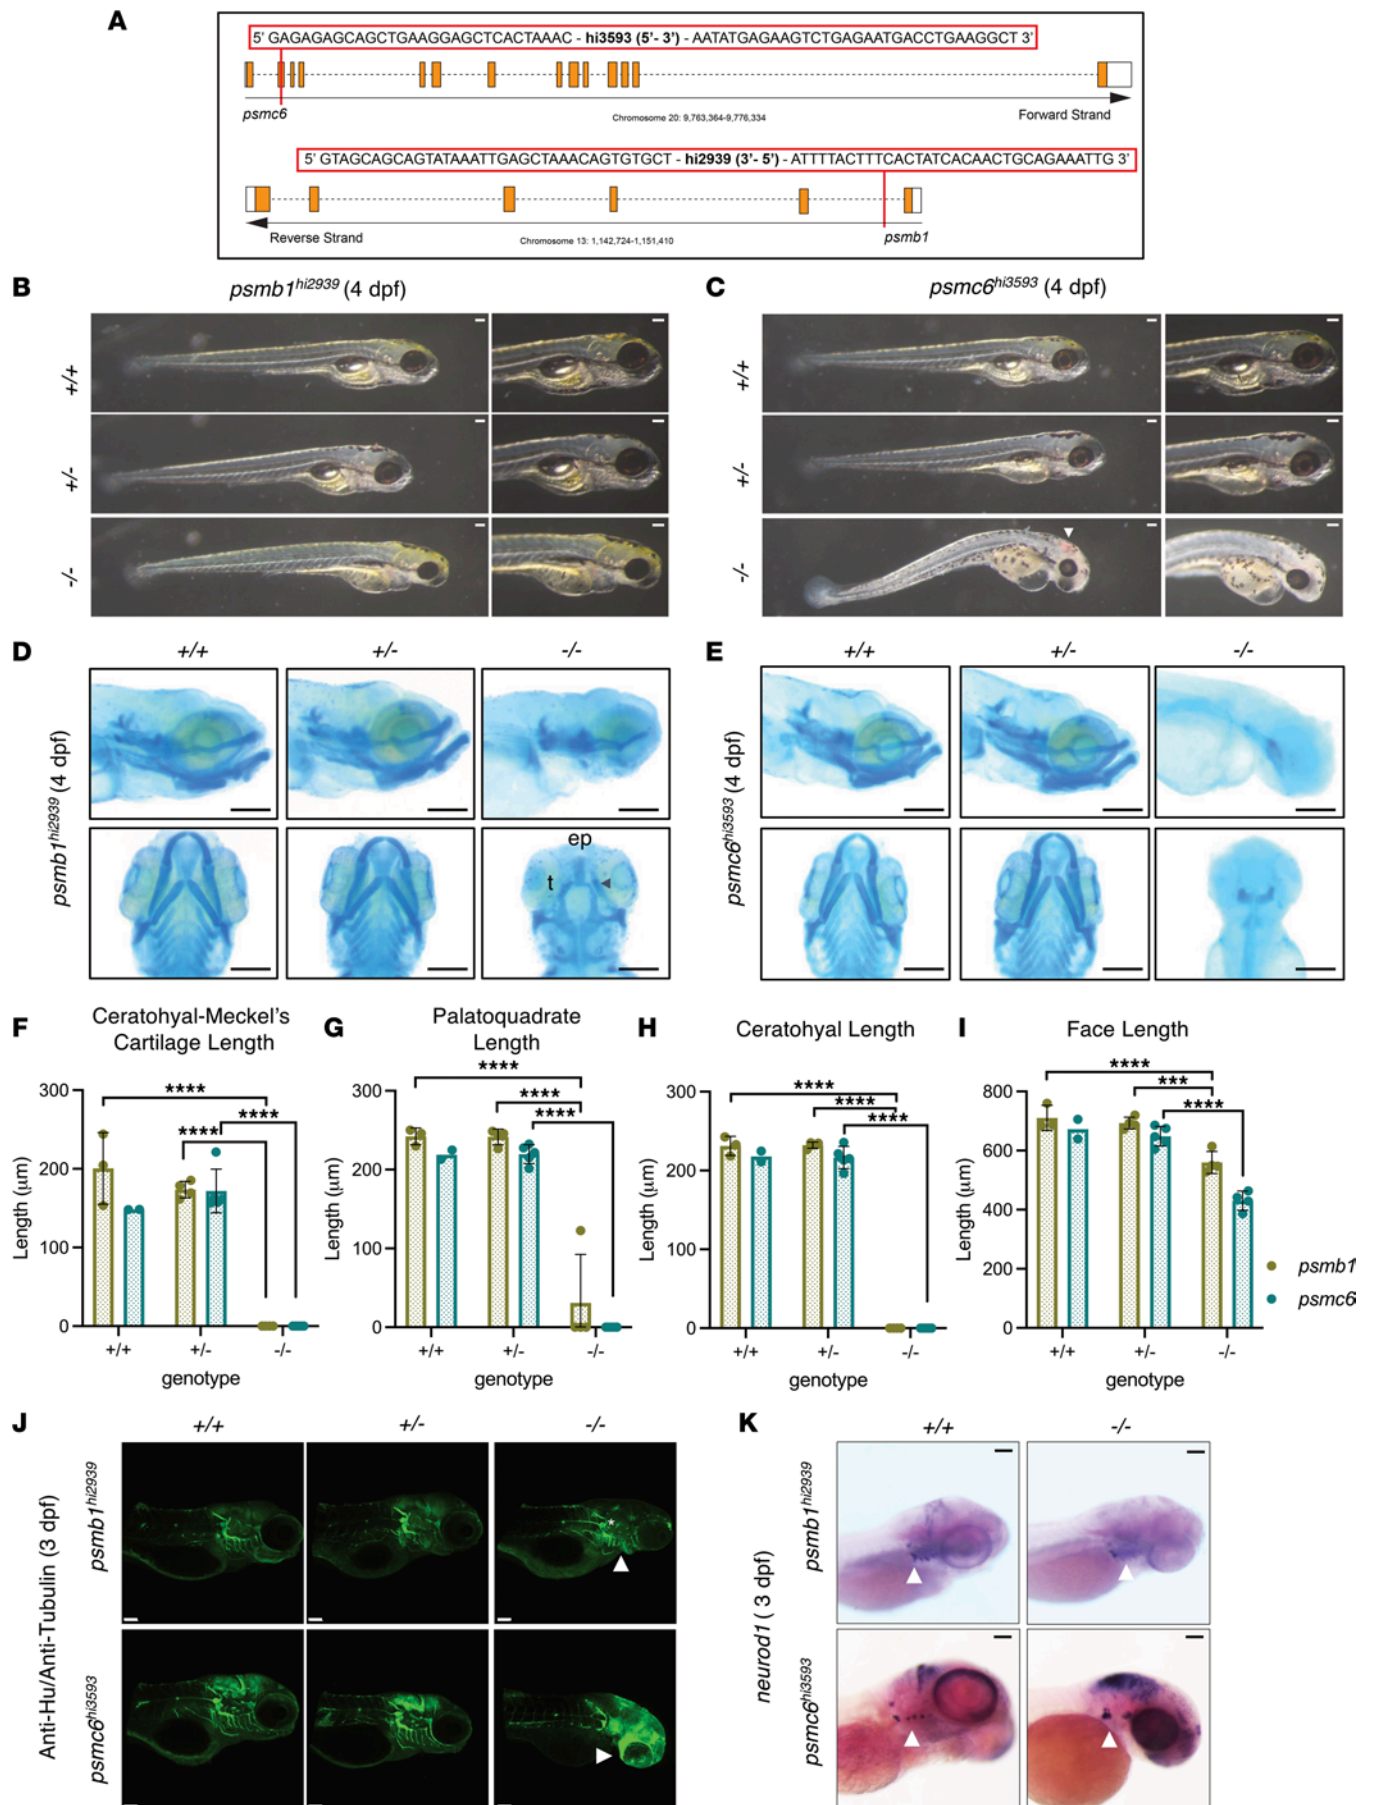 A
5' GAGAGAGCAGCTGAAGGAGCTCACTAAAC - hi3593 (5'- 3') - AATATGAGAAGTCTGAGAATGACCTGAAGGCT 3'
psmc6
Chromosome 20: 9,763,364-9,776,334
Forward Strand
5' GTAGCAGCAGTATAAATTGAGCTAAACAGTGTGCT - hi2939 (3'- 5') - ATTTTACTTTCACTATCACAACTGCAGAAATTG 3'
Reverse Strand
Chromosome 13: 1,142,724-1,151,410
psmb1
B
psmb1hi2939 (4 dpf)
+/+
+/-
-/-
C
psmc6hi3593 (4 dpf)
+/+
+/-
-/-
D
+/+ +/- -/-
psmb1hi2939 (4 dpf)
ep
t
E
+/+ +/- -/-
psmc6hi3593 (4 dpf)
F
Ceratohyal-Meckel's
Cartilage Length
Length (μm)
300
200
100
0
**** **** ****
+/+ +/- -/-
genotype
G
Palatoquadrate
Length
Length (μm)
300
200
100
0
**** **** ****
+/+ +/- -/-
genotype
H
Ceratohyal Length
Length (μm)
300
200
100
0
**** **** ****
+/+ +/- -/-
genotype
I
Face Length
Length (μm)
800
600
400
200
0
**** *** ****
+/+ +/- -/-
genotype
psmb1
psmc6
J
+/+ +/- -/-
Anti-Hu/Anti-Tubulin (3 dpf)
psmb1hi2939
*
psmc6hi3593
K
+/+ -/-
neurod1 ( 3 dpf)
psmb1hi2939
psmc6hi3593